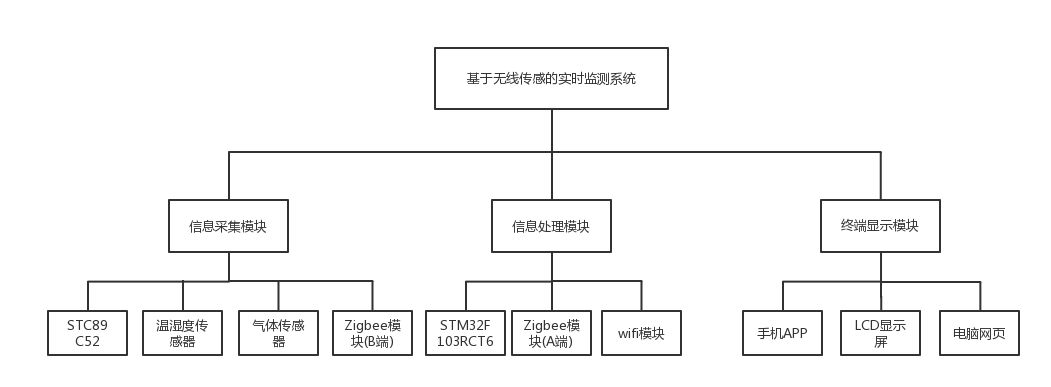 基于无线传感的实时监测系统
信息采集模块
信息处理模块
终端显示模块
STC89
C52
温湿度传
感器
气体传感
器
Zigbee模
块(B端)
STM32F
103RCT6
Zigbee模
块(A端)
wifi模块
手机APP
LCD显示
屏
电脑网页